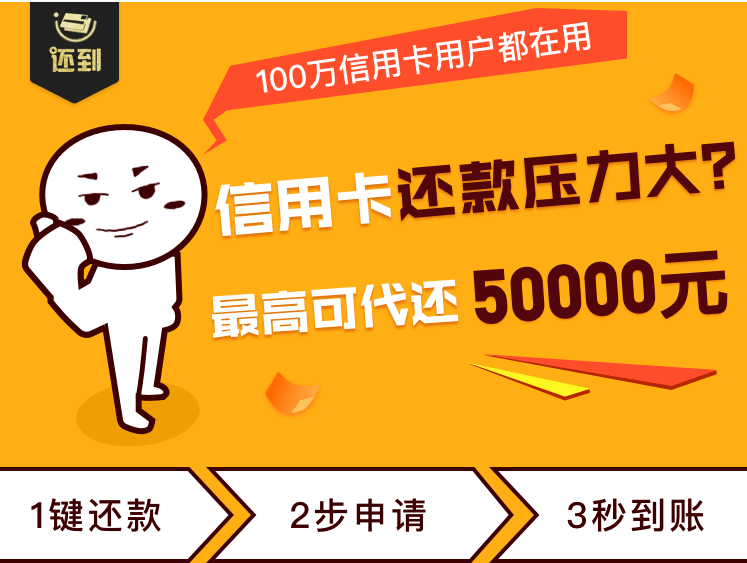 还到
100万信用卡用户都在用
信用卡还款压力大?
最高可代还 50000元
1键还款
2步申请
3秒到账